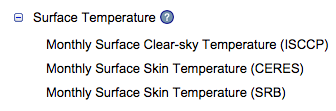 Surface Temperature ?
Monthly Surface Clear-sky Temperature (ISCCP)
Monthly Surface Skin Temperature (CERES)
Monthly Surface Skin Temperature (SRB)